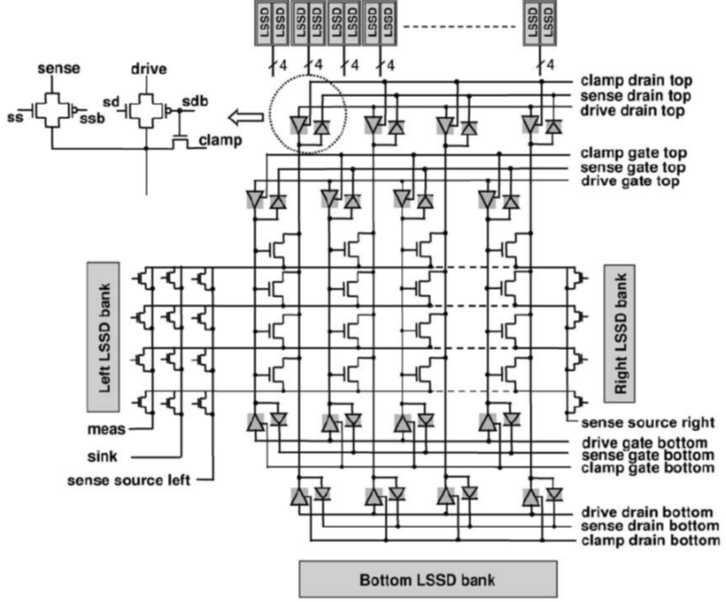 LSSD LSSD LSSD LSSD LSSD LSSD LSSD LSSD LSSD LSSD
4 4 4 4 4
sense drive
ss ssb sd sdb
clamp
clamp drain top
sense drain top
drive drain top
clamp gate top
sense gate top
drive gate top
Left LSSD bank
Right LSSD bank
meas
sink
sense source left
sense source right
drive gate bottom
sense gate bottom
clamp gate bottom
drive drain bottom
sense drain bottom
clamp drain bottom
Bottom LSSD bank